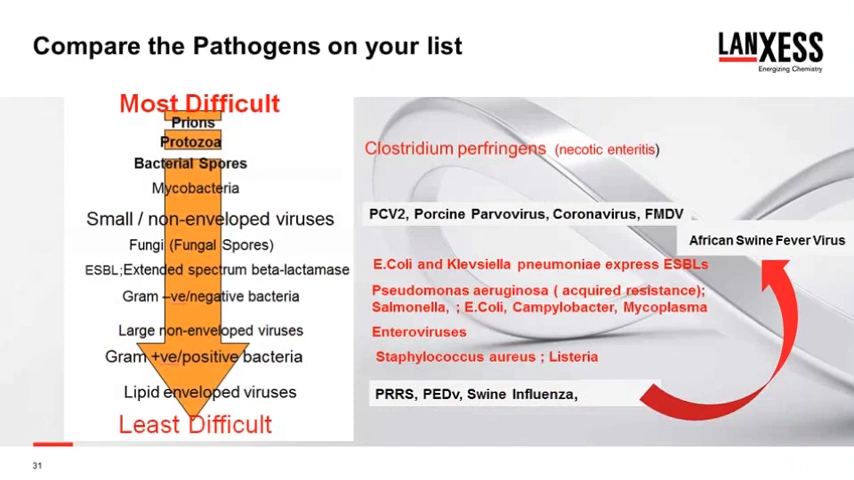 Compare the Pathogens on your list
LANXESS
Energizing Chemistry
Most Difficult
Prions
Protozoa
Bacterial Spores
Mycobacteria
Small / non-enveloped viruses
Fungi (Fungal Spores)
ESBL;Extended spectrum beta-lactamase
Gram –ve/negative bacteria
Large non-enveloped viruses
Gram +ve/positive bacteria
Lipid enveloped viruses
Least Difficult
Clostridium perfringens (necotic enteritis)
PCV2, Porcine Parvovirus, Coronavirus, FMDV
African Swine Fever Virus
E.Coli and Klevsiella pneumoniae express ESBLs
Pseudomonas aeruginosa ( acquired resistance);
Salmonella, ; E.Coli, Campylobacter, Mycoplasma
Enteroviruses
Staphylococcus aureus ; Listeria
PRRS, PEDv, Swine Influenza,
31